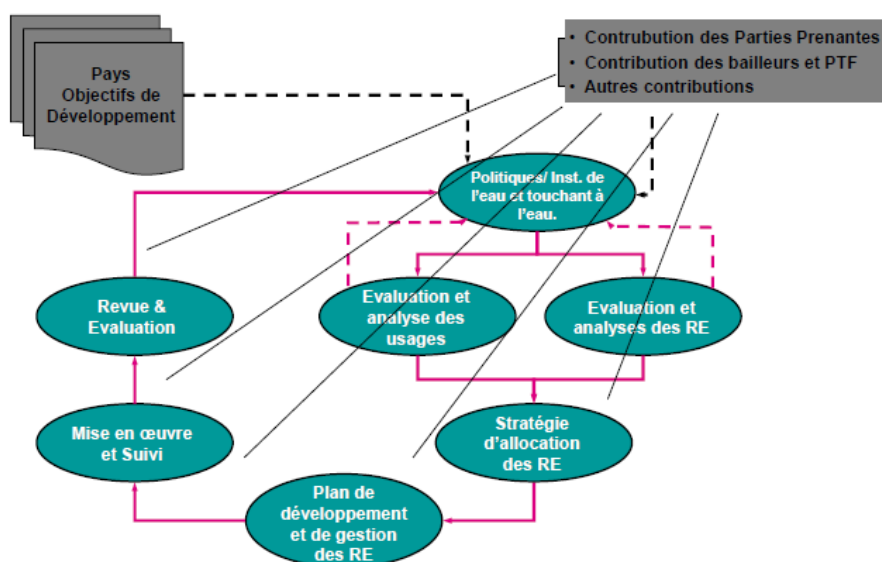 Pays
Objectifs de
Développement
• Contrubution des Parties Prenantes
• Contribution des bailleurs et PTF
• Autres contributions
Politiques/ Inst. de
l'eau et touchant à
l'eau.
Revue &
Evaluation
Evaluation et
analyse des
usages
Evaluation et
analyses des RE
Mise en œuvre
et Suivi
Stratégie
d'allocation
des RE
Plan de
développement
et de gestion
des RE